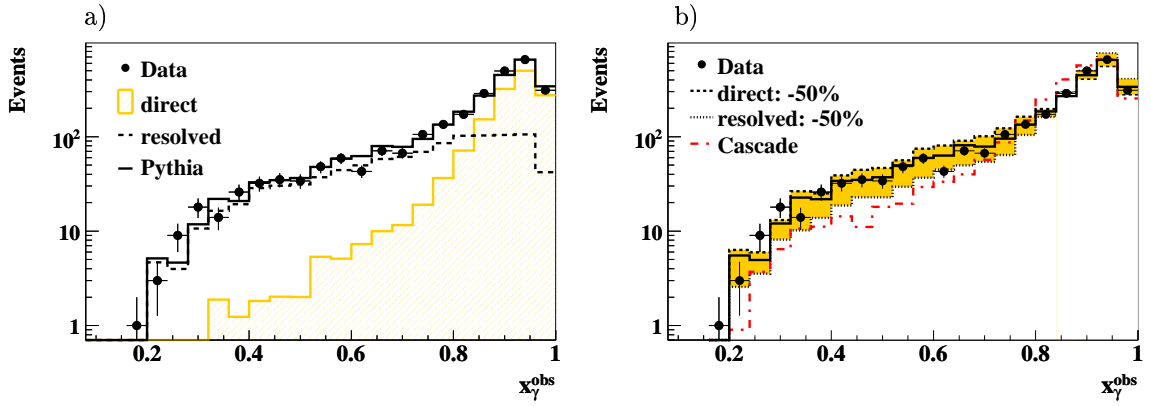 a)
Events
Data
direct
resolved
Pythia
10²
10
1
0.2
0.4
0.6
0.8
1
xγ^obs
b)
Events
Data
direct: -50%
resolved: -50%
Cascade
10²
10
1
0.2
0.4
0.6
0.8
1
xγ^obs